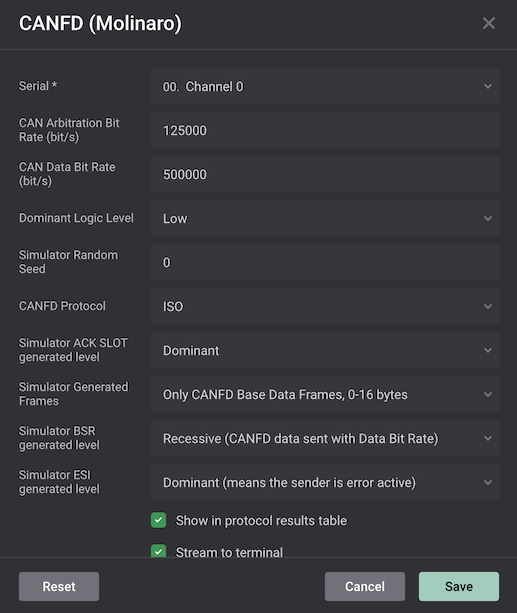 CANFD (Molinaro)
Serial *
00. Channel 0
CAN Arbitration Bit
Rate (bit/s)
125000
CAN Data Bit Rate
(bit/s)
500000
Dominant Logic Level
Low
Simulator Random
Seed
0
CANFD Protocol
ISO
Simulator ACK SLOT
generated level
Dominant
Simulator Generated
Frames
Only CANFD Base Data Frames, 0-16 bytes
Simulator BSR
generated level
Recessive (CANFD data sent with Data Bit Rate)
Simulator ESI
generated level
Dominant (means the sender is error active)
Show in protocol results table
Stream to terminal
Reset
Cancel
Save